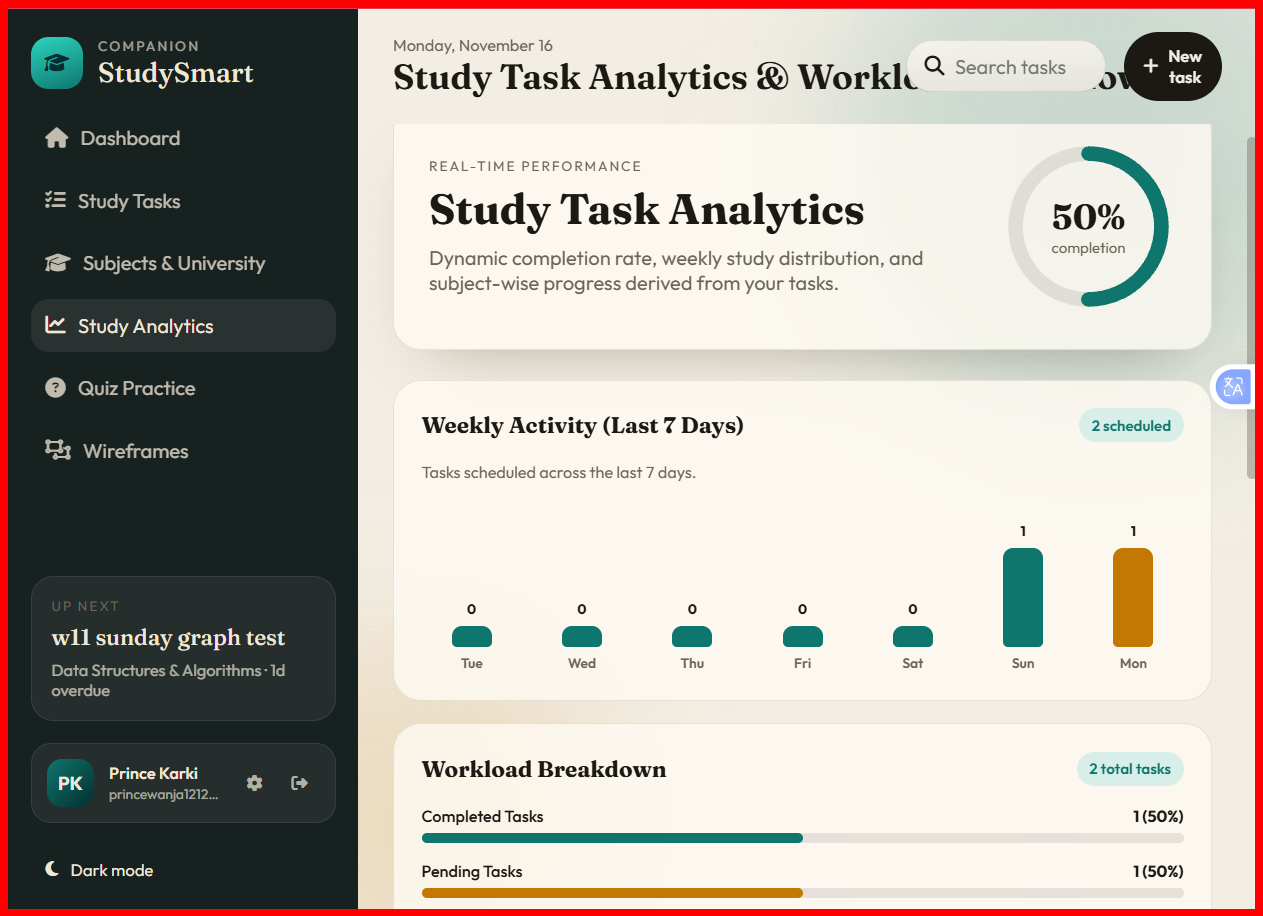 COMPANION
StudySmart
Dashboard
Study Tasks
Subjects & University
Study Analytics
Quiz Practice
Wireframes
UP NEXT
w11 sunday graph test
Data Structures & Algorithms · 1d
overdue
PK
Prince Karki
princewanja1212...
Dark mode
Monday, November 16
Study Task Analytics &
Search tasks
New
task
REAL-TIME PERFORMANCE
Study Task Analytics
Dynamic completion rate, weekly study distribution, and
subject-wise progress derived from your tasks.
50%
completion
Weekly Activity (Last 7 Days)
2 scheduled
Tasks scheduled across the last 7 days.
0 0 0 0 0 1 1
Tue Wed Thu Fri Sat Sun Mon
Workload Breakdown
2 total tasks
Completed Tasks
1 (50%)
Pending Tasks
1 (50%)